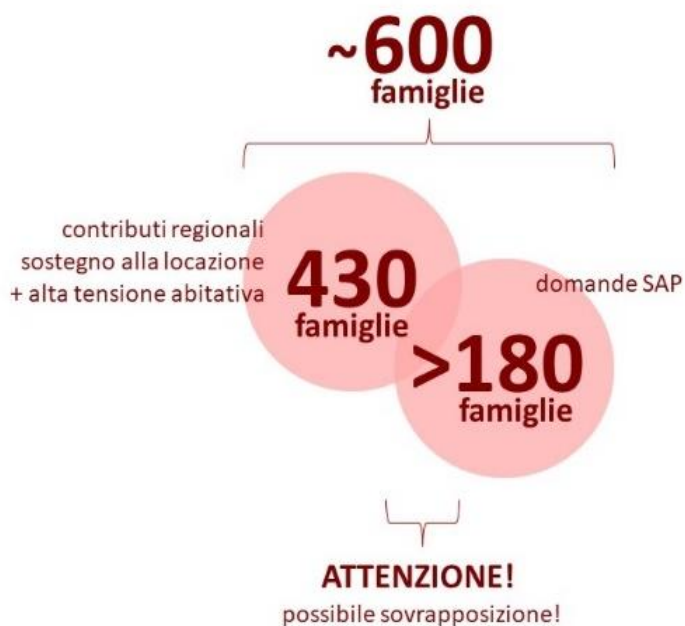 ~600
famiglie
contributi regionali
sostegno alla locazione
+ alta tensione abitativa
430
famiglie
domande SAP
>180
famiglie
ATTENZIONE!
possibile sovrapposizione!